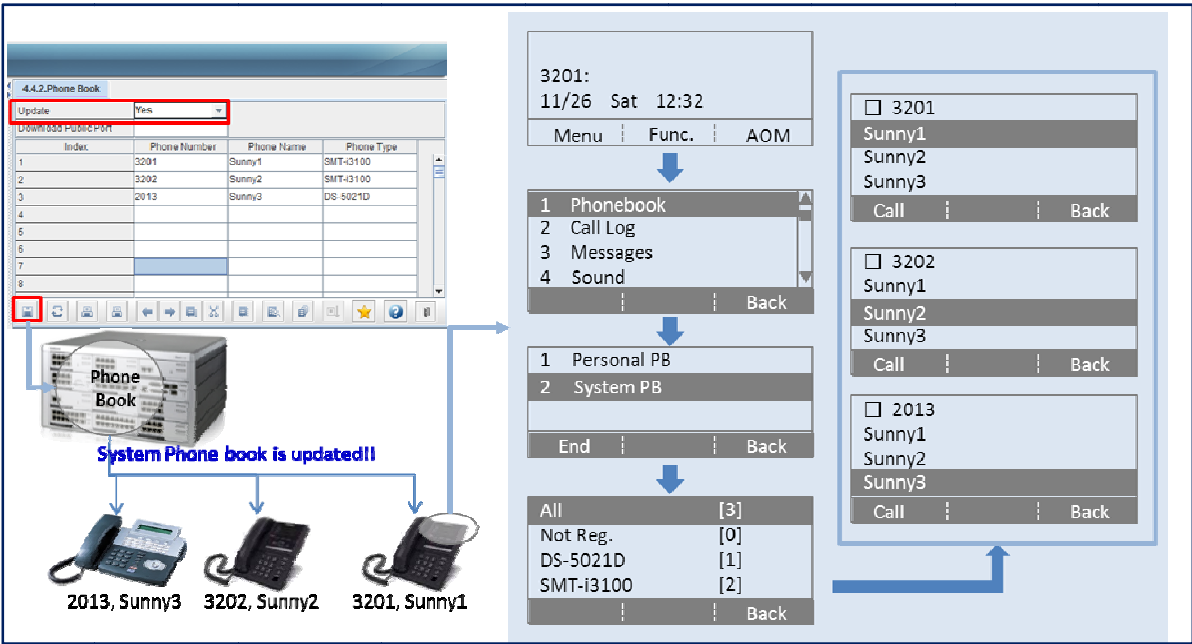 4.4.2.Phone Book
Update Yes
Download Public Port
Index Phone Number Phone Name Phone Type
1 3201 Sunny1 SMT-i3100
2 3202 Sunny2 SMT-i3100
3 2013 Sunny3 DS-5021D
4
5
6
7
8
Phone
Book
System Phone book is updated!!
2013, Sunny3 3202, Sunny2 3201, Sunny1
3201:
11/26 Sat 12:32
Menu Func. AOM
1 Phonebook
2 Call Log
3 Messages
4 Sound
Back
1 Personal PB
2 System PB
End Back
All [3]
Not Reg. [0]
DS-5021D [1]
SMT-i3100 [2]
Back
3201
Sunny1
Sunny2
Sunny3
Call Back
3202
Sunny1
Sunny2
Sunny3
Call Back
2013
Sunny1
Sunny2
Sunny3
Call Back